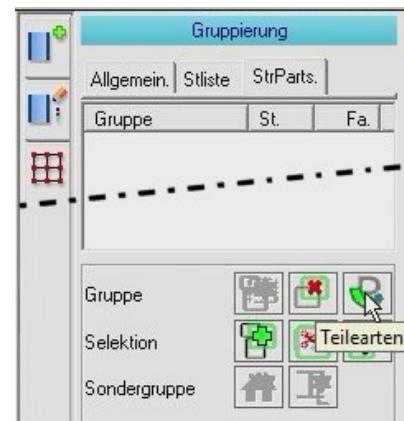 Gruppierung
Allgemein. Stliste StrParts.
Gruppe St. Fa.
Gruppe
Selektion
Teilearten
Sondergruppe